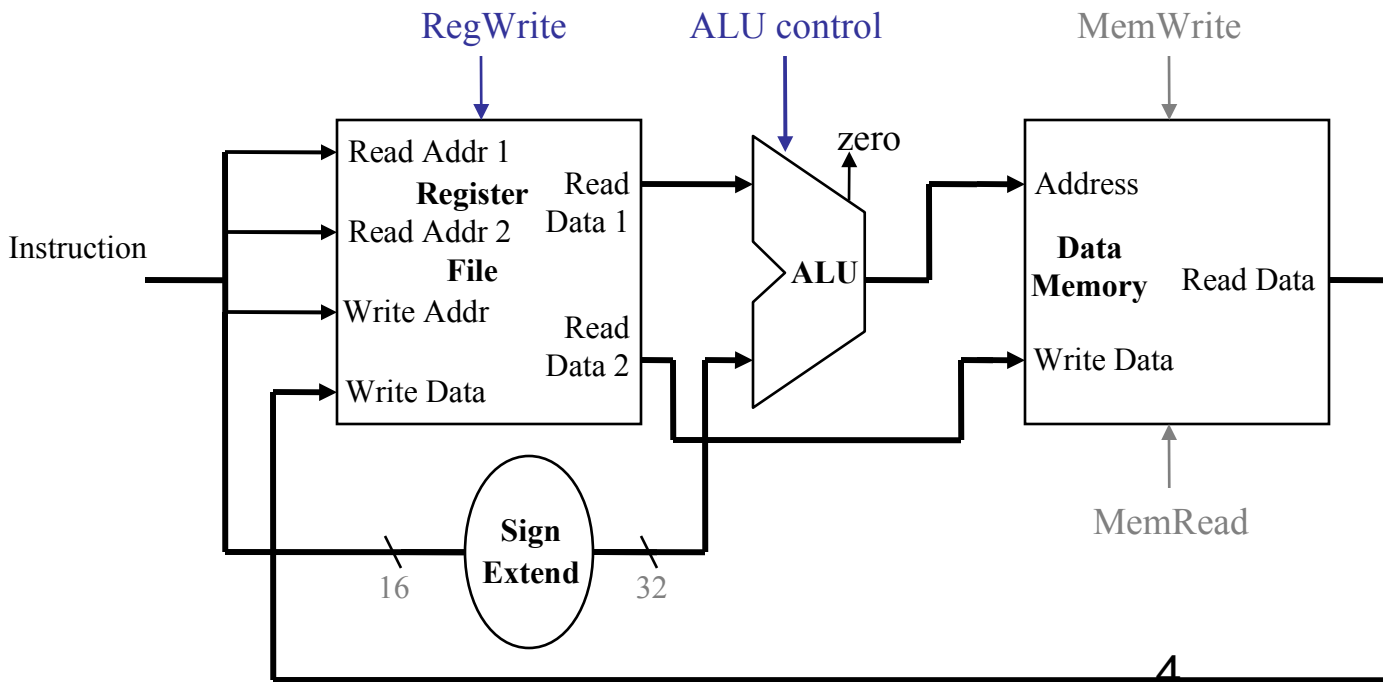 RegWrite
ALU control
MemWrite
Instruction
Read Addr 1
Register
Read Addr 2
File
Write Addr
Write Data
Read
Data 1
Read
Data 2
zero
ALU
Address
Data
Memory
Read Data
Write Data
MemRead
Sign
Extend
16
32
4